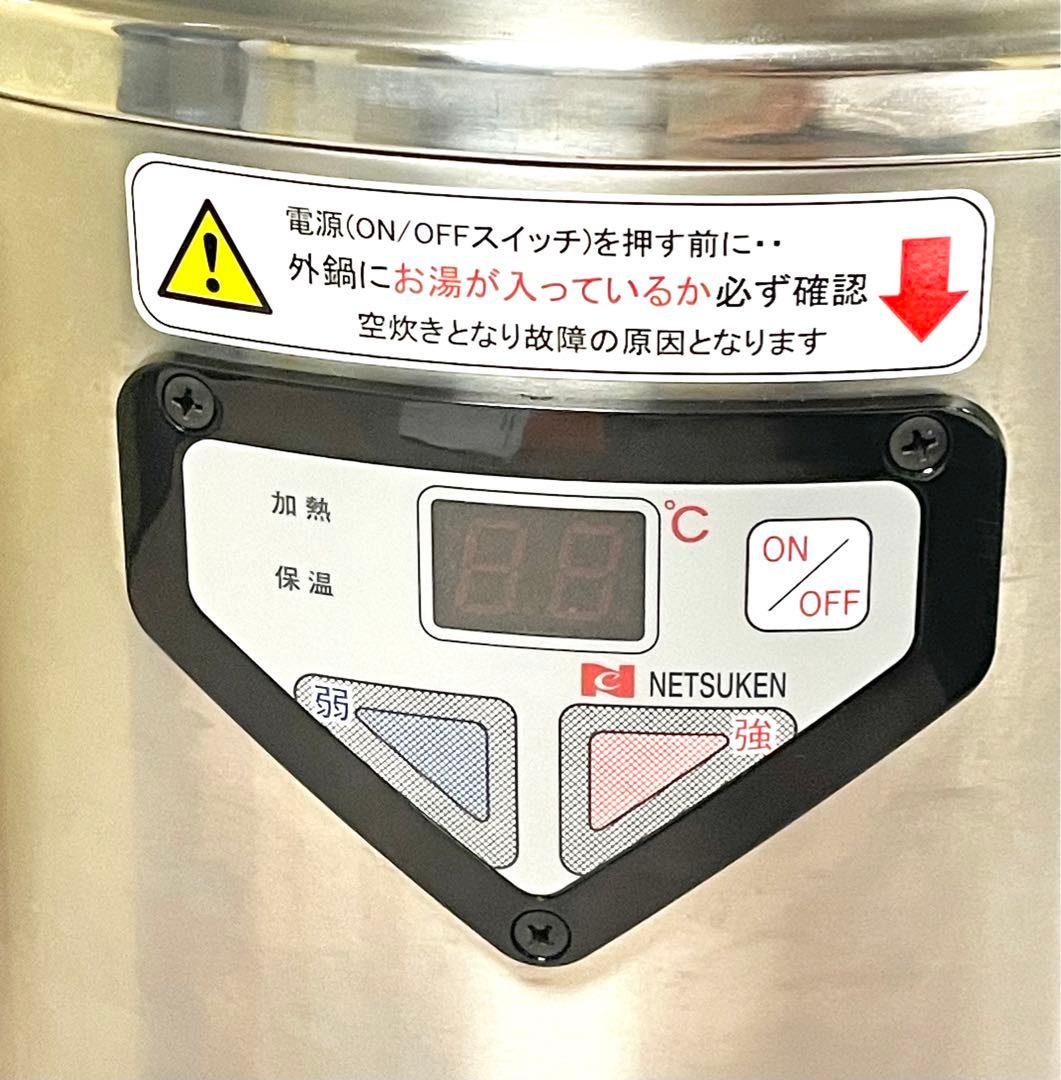 電源(ON/OFFスイッチ)を押す前に・・
外鍋にお湯が入っているか必ず確認
空炊きとなり故障の原因となります
加熱
℃
ON/OFF
保温
NETSUKEN
弱
強